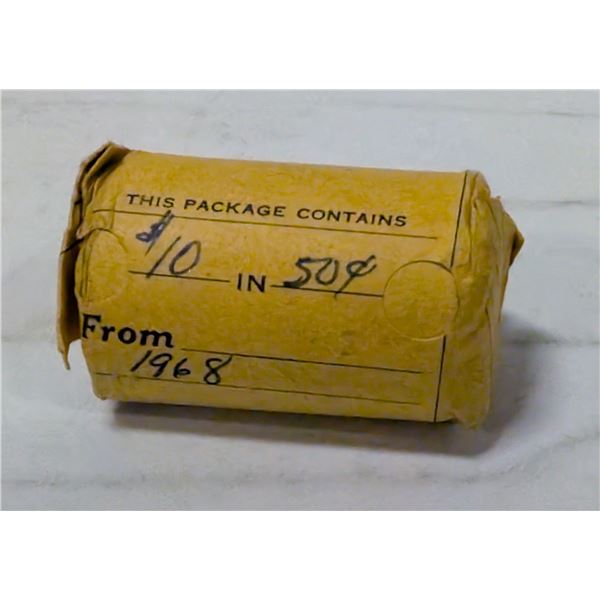 THIS PACKAGE CONTAINS
$10 IN 50¢
From
1968